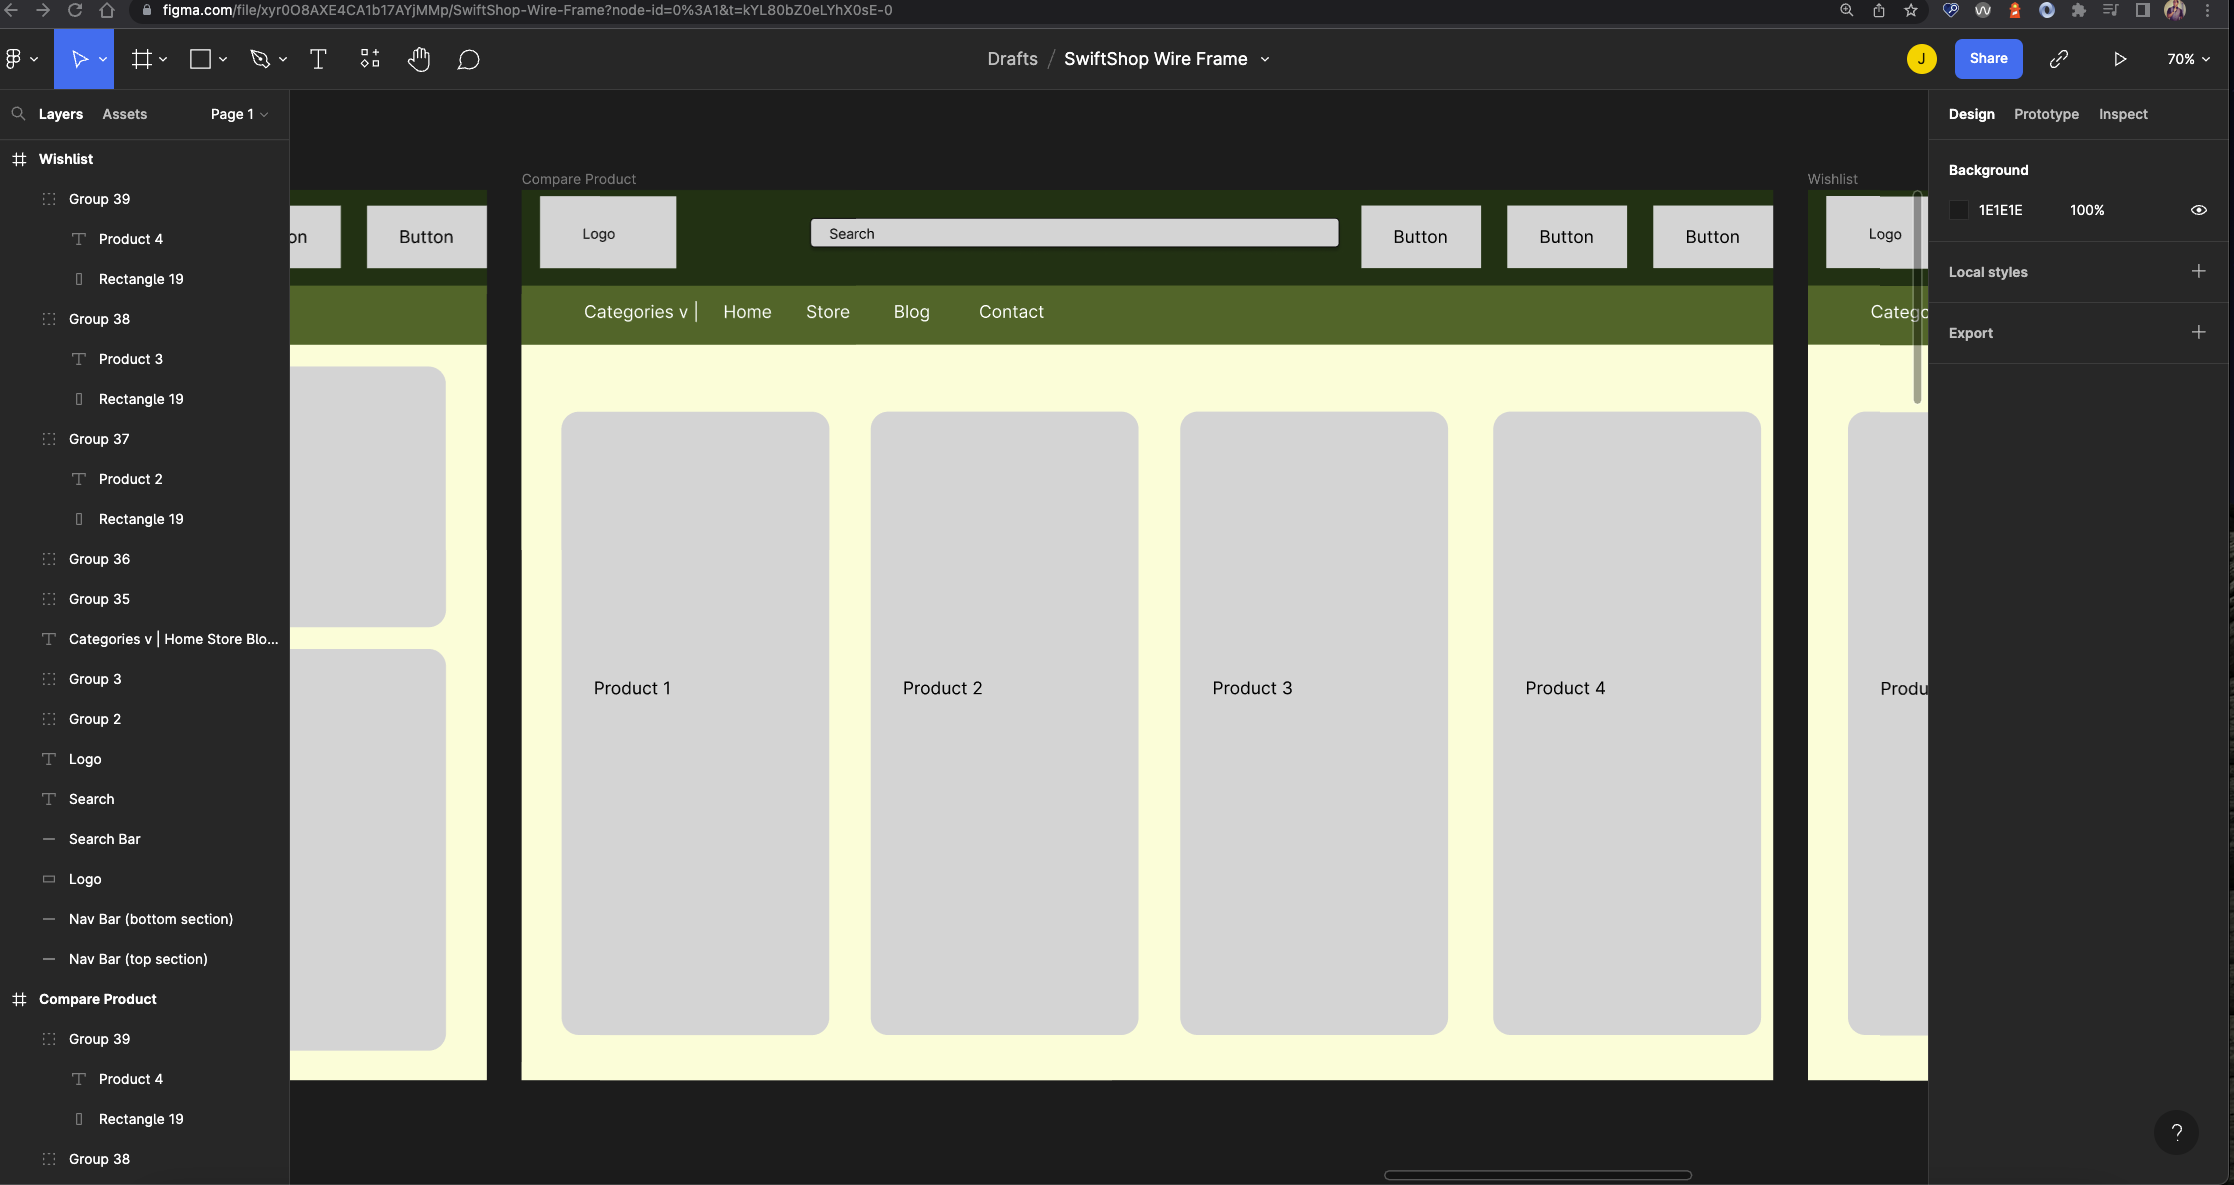 figma.com/file/xyr0O8AXE4CA1b17AYjMMp/SwiftShop-Wire-Frame?node-id=0%3A1&t=kYL80bZ0eLYhX0sE-0
Drafts / SwiftShop Wire Frame
J
Share
70%
Layers
Assets
Page 1
Design
Prototype
Inspect
Wishlist
Group 39
Product 4
Rectangle 19
Group 38
Product 3
Rectangle 19
Group 37
Product 2
Rectangle 19
Group 36
Group 35
Categories v | Home Store Blo...
Group 3
Group 2
Logo
Search
Search Bar
Logo
Nav Bar (bottom section)
Nav Bar (top section)
Compare Product
Group 39
Product 4
Rectangle 19
Group 38
on
Button
Compare Product
Logo
Search
Button
Button
Button
Categories v | Home Store Blog Contact
Product 1
Product 2
Product 3
Product 4
Wishlist
Logo
Catego
Produ
Background
1E1E1E
100%
Local styles
Export
?